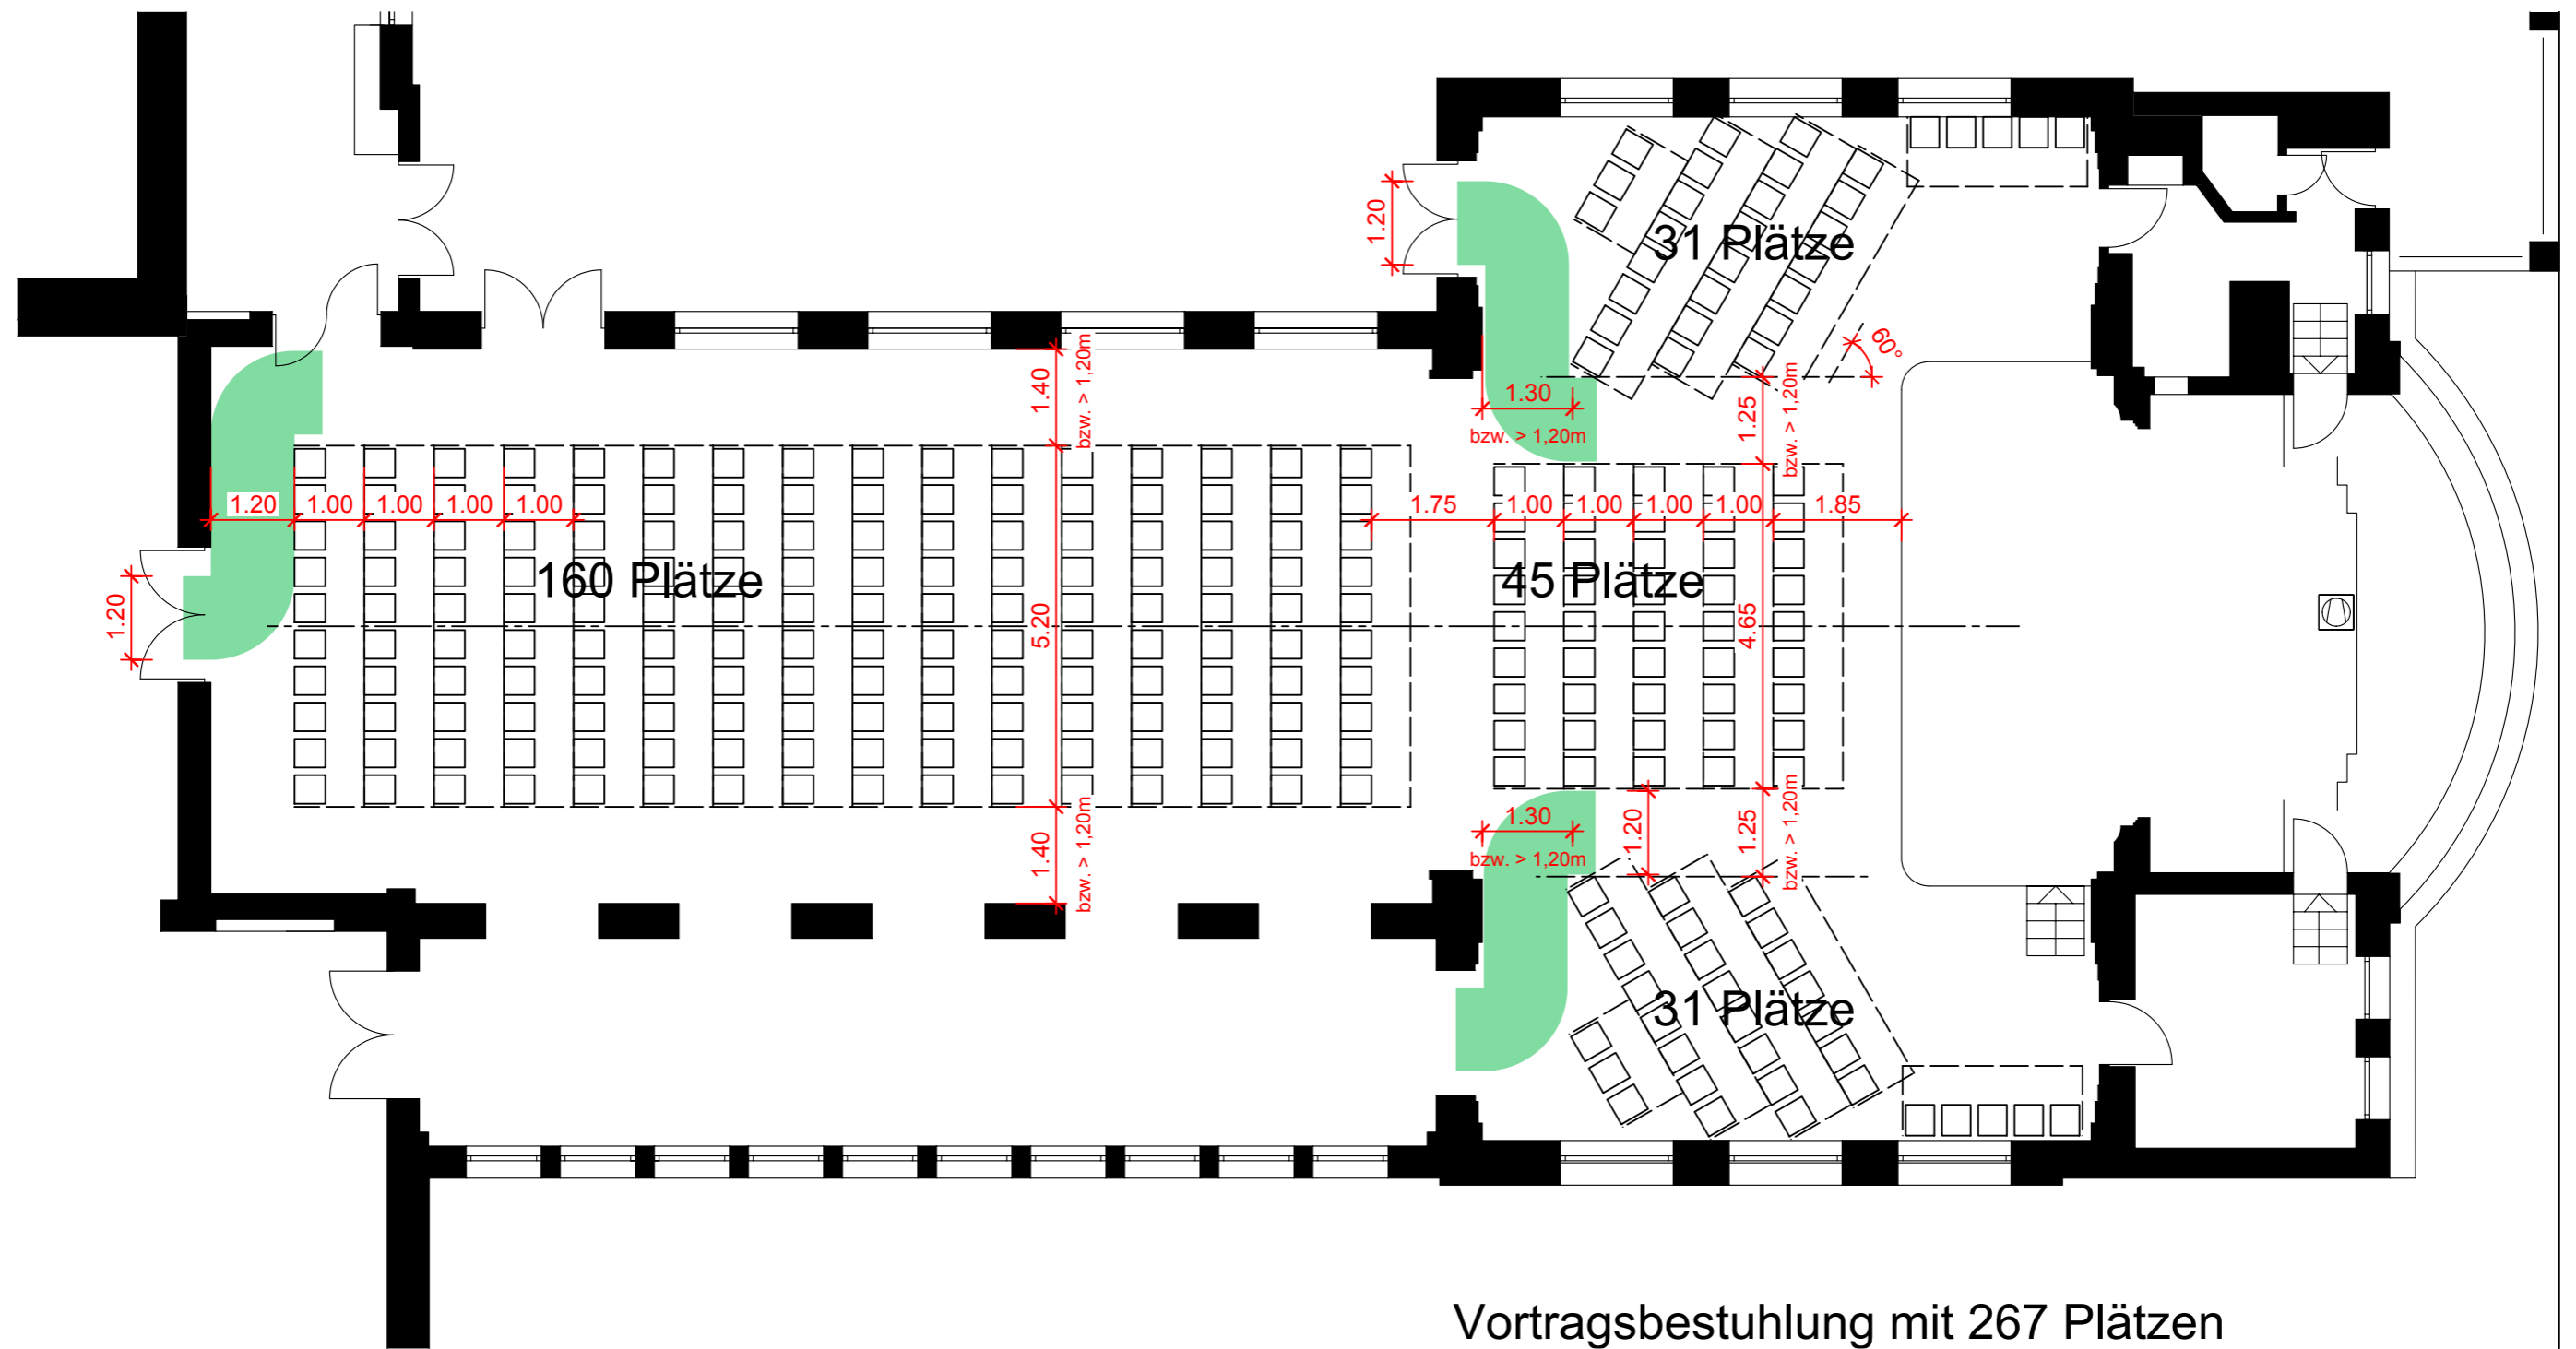 1.20
31 Plätze
60°
1.40
bzw. > 1,20m
1.30
bzw. > 1,20m
1.25
bzw. > 1,20m
1.20
1.00
1.00
1.00
1.00
1.75
1.00
1.00
1.00
1.00
1.85
160 Plätze
45 Plätze
1.20
5.20
4.65
1.40
bzw. > 1,20m
1.30
bzw. > 1,20m
1.20
1.25
bzw. > 1,20m
31 Plätze
Vortragsbestuhlung mit 267 Plätzen